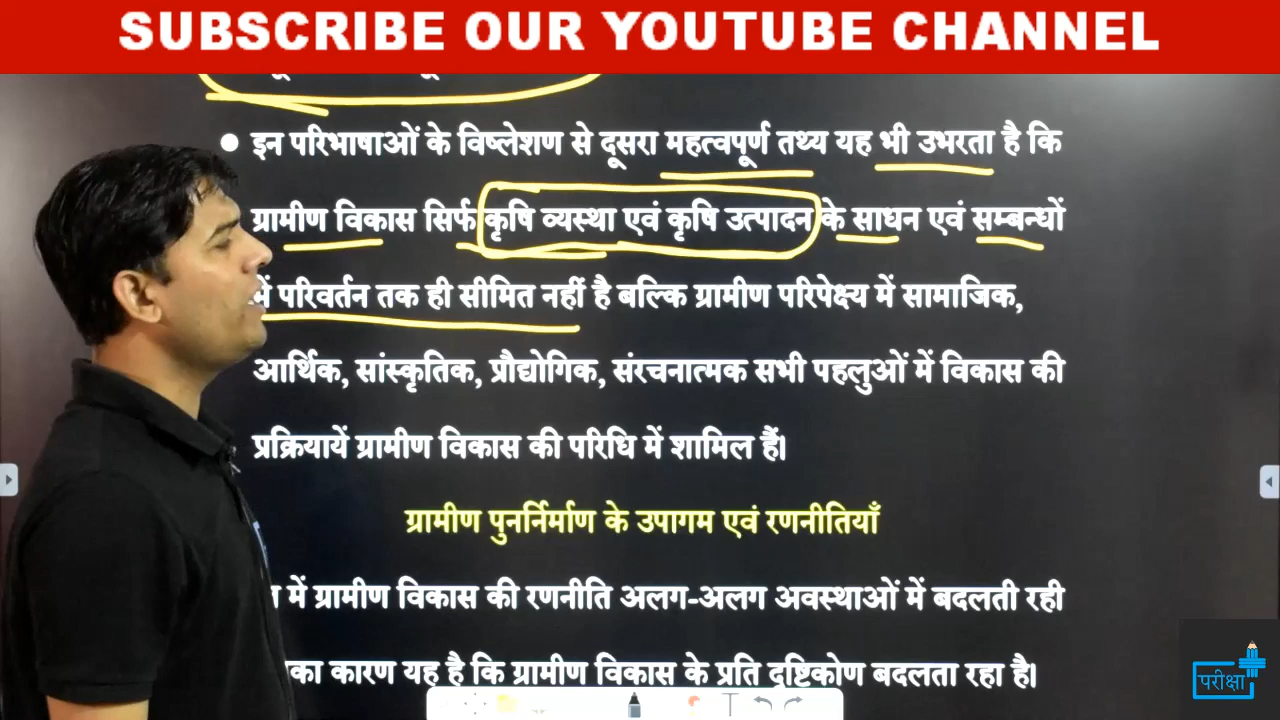 SUBSCRIBE OUR YOUTUBE CHANNEL
इन परिभाषाओं के विष्लेशण से दूसरा महत्वपूर्ण तथ्य यह भी उभरता है कि
ग्रामीण विकास सिर्फ कृषि व्यस्था एवं कृषि उत्पादन के साधन एवं सम्बन्धों
में परिवर्तन तक ही सीमित नहीं है बल्कि ग्रामीण परिपेक्ष्य में सामाजिक,
आर्थिक, सांस्कृतिक, प्रौद्योगिक, संरचनात्मक सभी पहलुओं में विकास की
प्रक्रियायें ग्रामीण विकास की परिधि में शामिल हैं।
ग्रामीण पुनर्निर्माण के उपागम एवं रणनीतियाँ
में ग्रामीण विकास की रणनीति अलग-अलग अवस्थाओं में बदलती रही
का कारण यह है कि ग्रामीण विकास के प्रति दृष्टिकोण बदलता रहा है।
परीक्षा